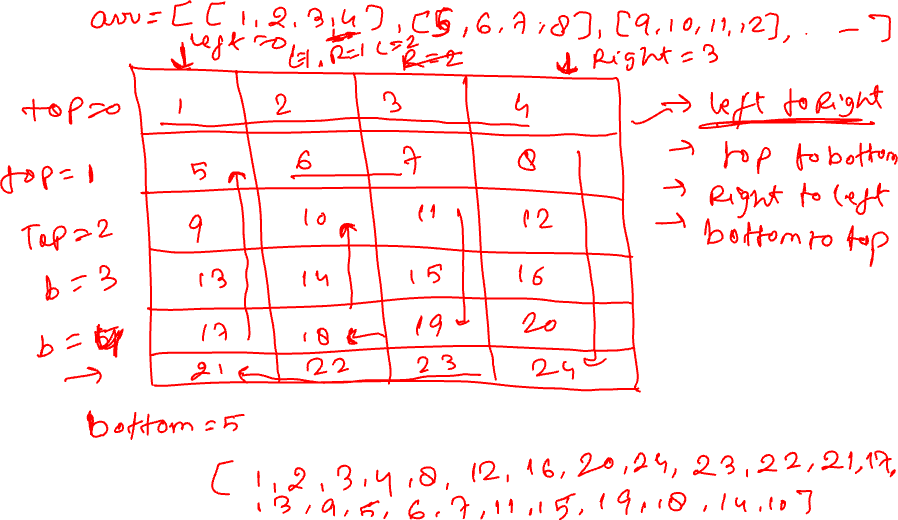 arr = [ [ 1, 2, 3, 4 ], [5, 6, 7, 8], [9, 10, 11, 12], . - ]
left = 0 L=1, R=1 L=2 R=2 Right = 3
top=0 1 2 3 4 → left to Right
top=1 5 6 7 8 → top to bottom
→ Right to left
Top=2 9 10 11 12 → bottom to top
b=3 13 14 15 16
b=4 17 18 19 20
→ 21 22 23 24
bottom = 5
[ 1, 2, 3, 4, 8, 12, 16, 20, 24, 23, 22, 21, 17,
13, 9, 5, 6, 7, 11, 15, 19, 18, 14, 10 ]